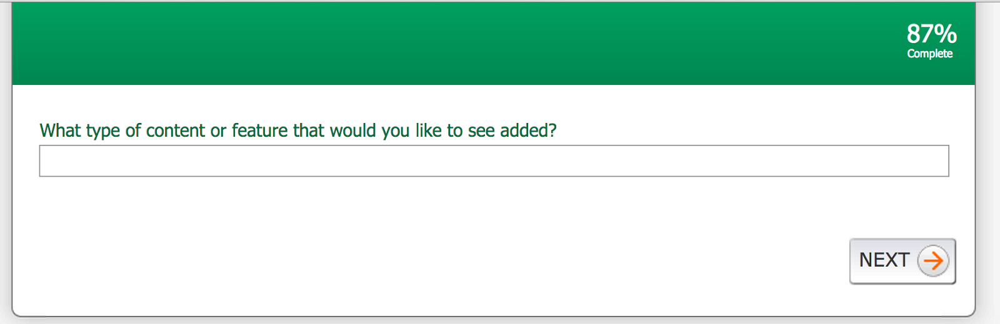 87%
Complete
What type of content or feature that would you like to see added?
NEXT